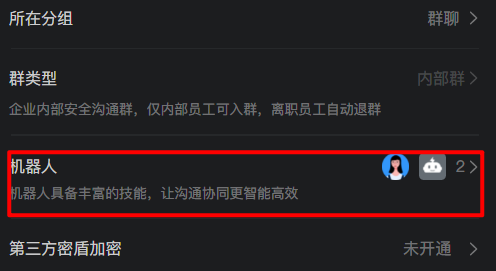 所在分组
群聊
群类型
内部群
企业内部安全沟通群，仅内部员工可入群，离职员工自动退群
机器人
2
机器人具备丰富的技能，让沟通协同更智能高效
第三方密盾加密
未开通